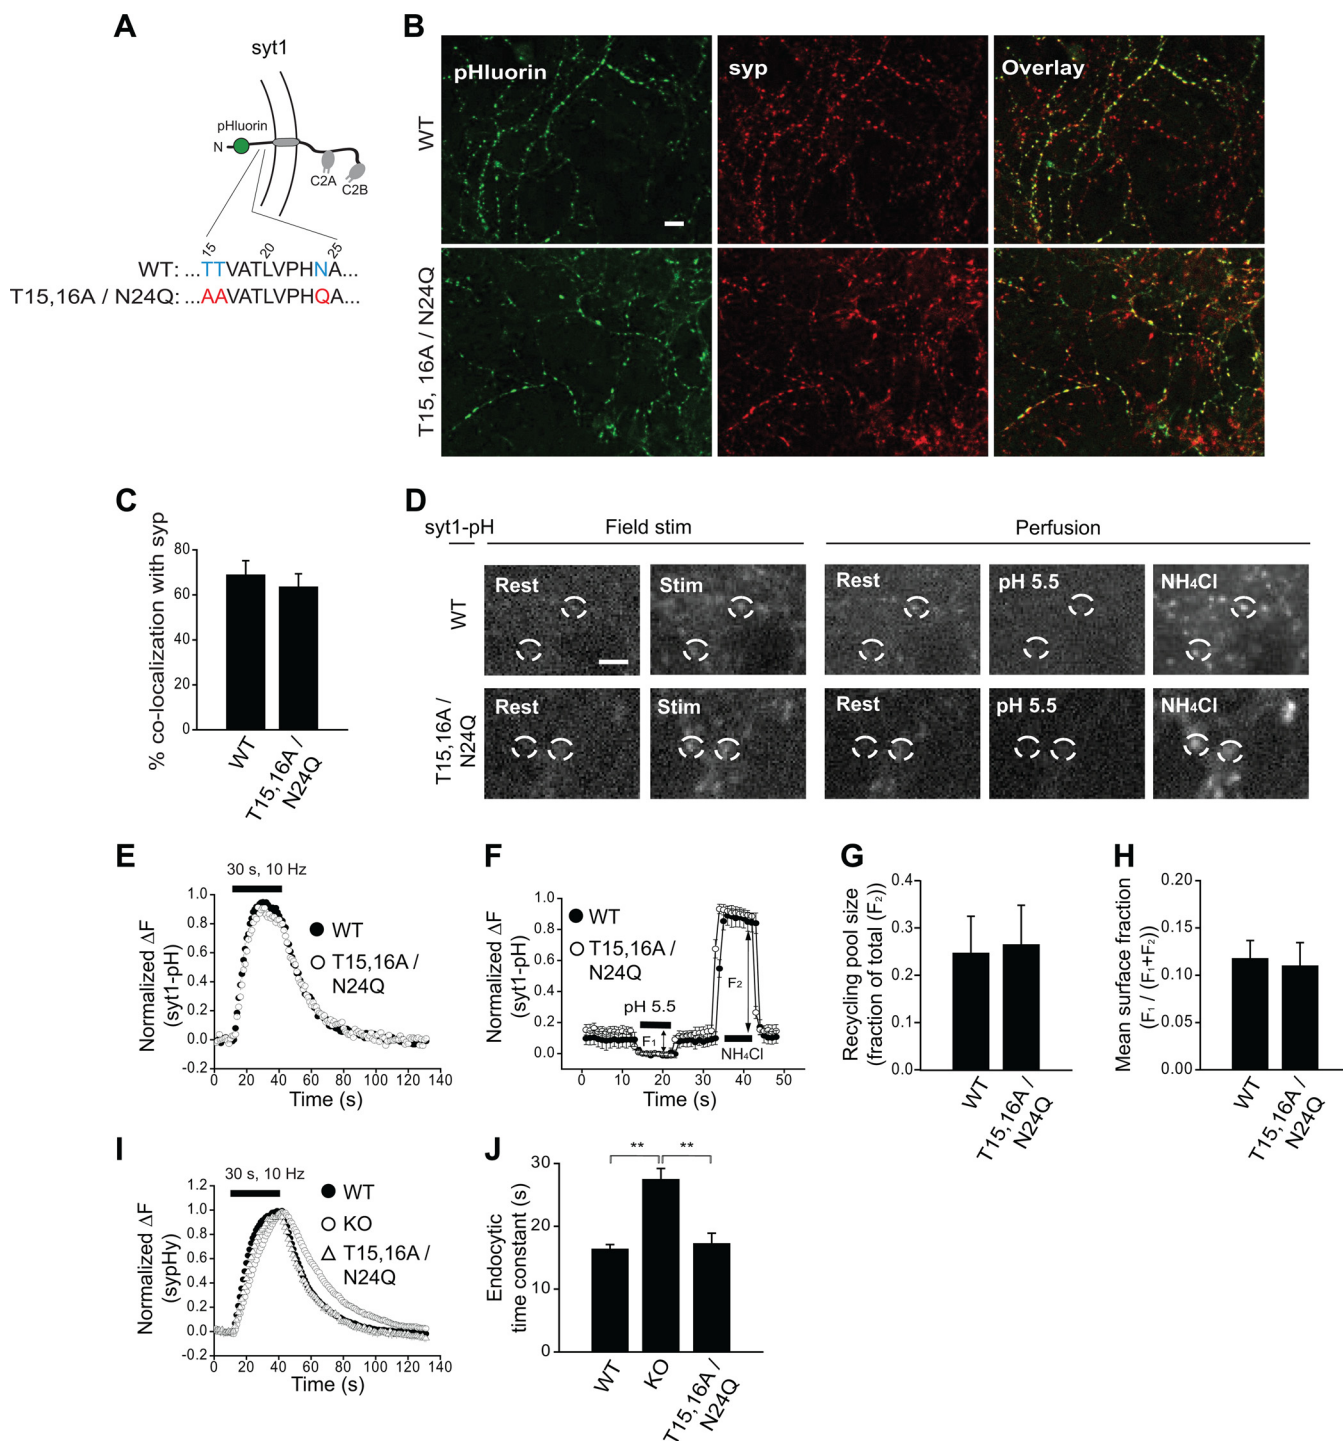 A
syt1
pHluorin
N
C2A
C2B
15
20
25
WT: ...TTVATLVPHNA...
T15,16A / N24Q: ...AAVATLVPHQA...
B
pHluorin
syp
Overlay
WT
T15, 16A / N24Q
C
% co-localization with syp
80
60
40
20
0
WT
T15,16A /
N24Q
D
syt1-pH
Field stim
Perfusion
WT
Rest
Stim
Rest
pH 5.5
NH₄Cl
T15,16A /
N24Q
Rest
Stim
Rest
pH 5.5
NH₄Cl
E
30 s, 10 Hz
Normalized ΔF
(syt1-pH)
1.0
0.8
0.6
0.4
0.2
0.0
-0.2
WT
T15,16A /
N24Q
0 20 40 60 80 100 120 140
Time (s)
F
Normalized ΔF
(syt1-pH)
1.0
0.8
0.6
0.4
0.2
0.0
WT
T15,16A /
N24Q
pH 5.5
F₁
F₂
NH₄Cl
0 10 20 30 40 50
Time (s)
G
Recycling pool size
(fraction of total (F₂))
0.4
0.3
0.2
0.1
0.0
WT
T15,16A /
N24Q
H
Mean surface fraction
(F₁ / (F₁+F₂))
0.20
0.15
0.10
0.05
0.00
WT
T15,16A /
N24Q
I
30 s, 10 Hz
Normalized ΔF
(sypHy)
1.2
1.0
0.8
0.6
0.4
0.2
0.0
-0.2
WT
KO
T15,16A /
N24Q
0 20 40 60 80 100 120 140
Time (s)
J
Endocytic
time constant (s)
30
20
10
0
** **
WT
KO
T15,16A /
N24Q